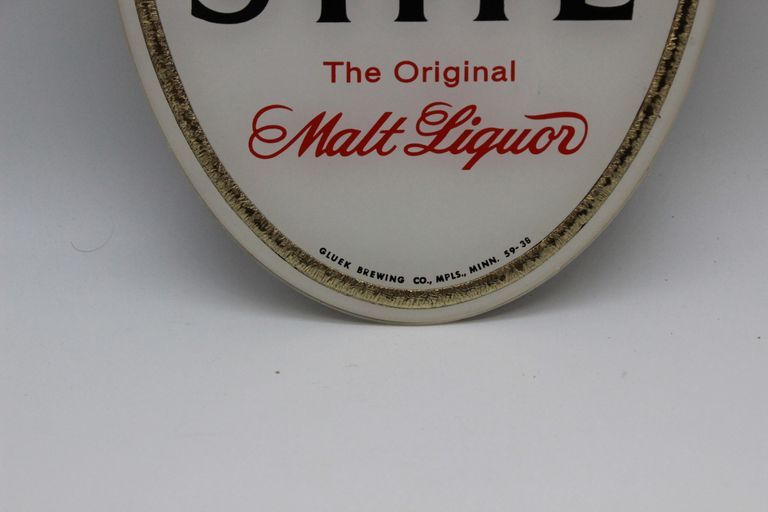 The Original
Malt Liquor
GLUEK BREWING CO., MPLS., MINN. 59-38